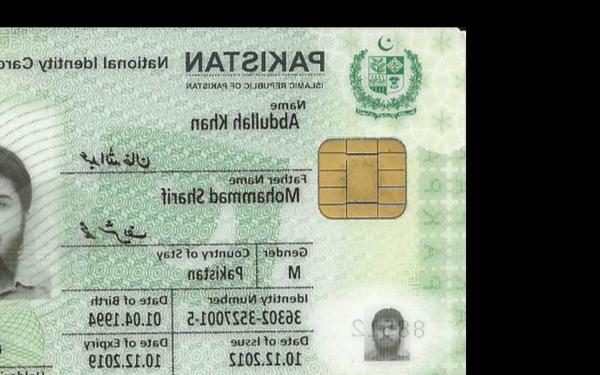 PAKISTAN National Identity Card
ISLAMIC REPUBLIC OF PAKISTAN
Name
Abdullah Khan
عبداللہ خان
Father Name
Mohammad Sharif
محمد شریف
Gender Country of Stay
M Pakistan
Identity Number Date of Birth
36302-3527001-5 01.04.1994
Date of Issue Date of Expiry
10.12.2012 10.12.2019